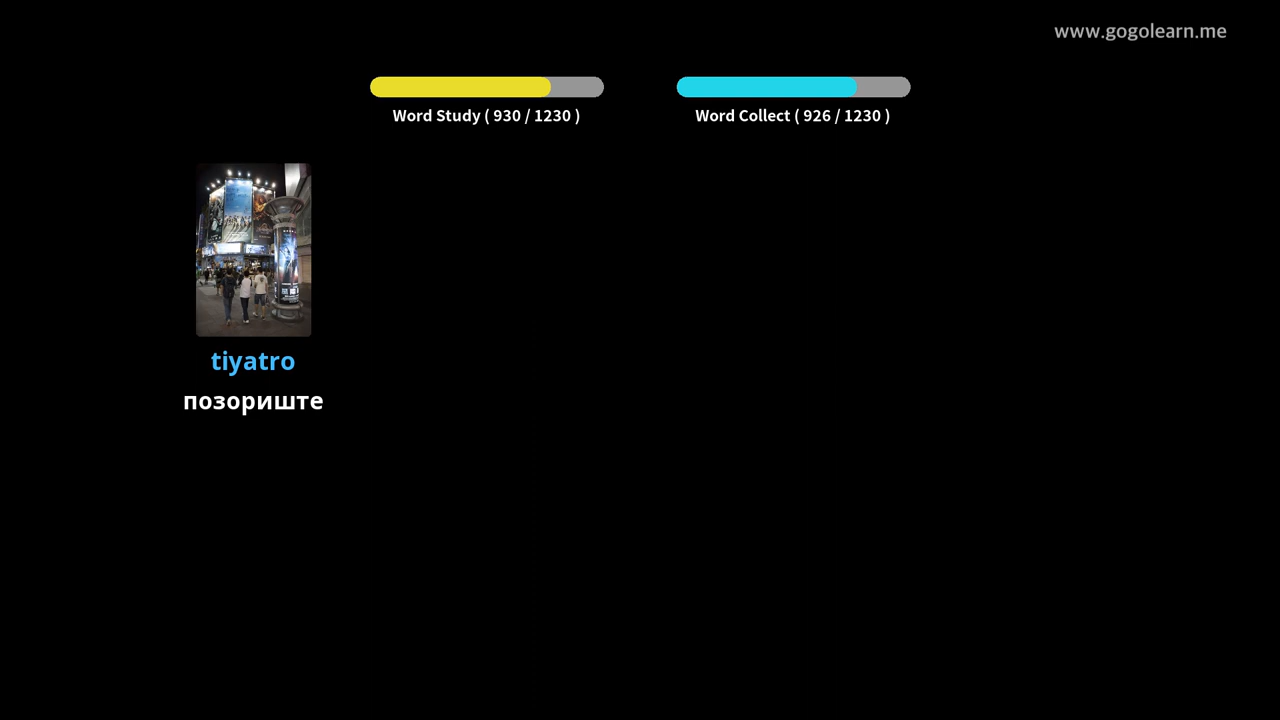 www.gogolearn.me
Word Study ( 930 / 1230 )
Word Collect ( 926 / 1230 )
tiyatro
позориште